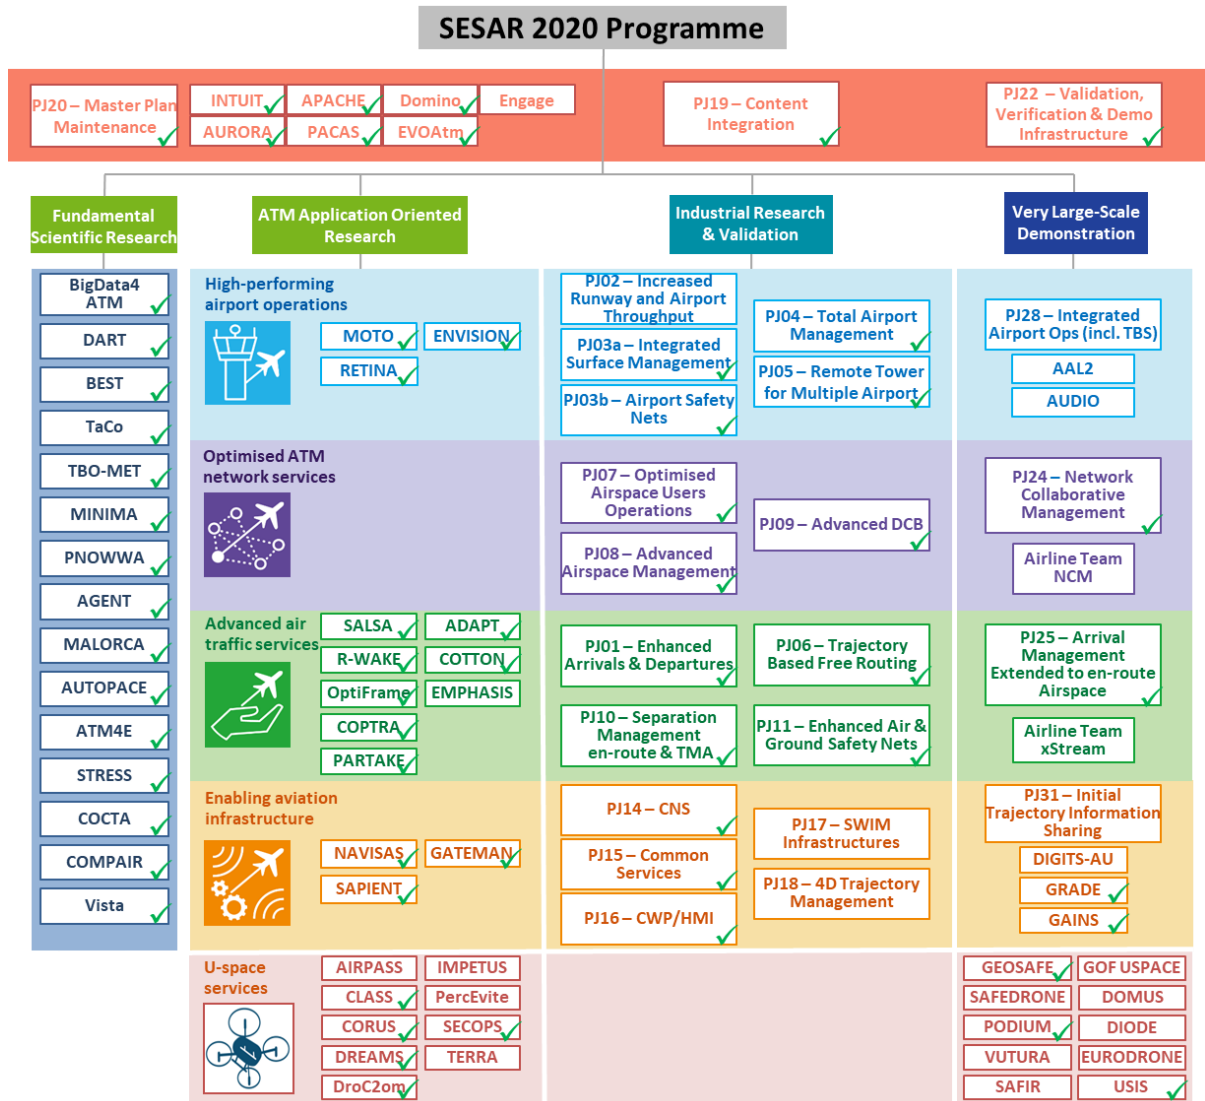 SESAR 2020 Programme
PJ20 – Master Plan
Maintenance
INTUIT
APACHE
Domino
Engage
AURORA
PACAS
EVOAtm
PJ19 – Content
Integration
PJ22 – Validation,
Verification & Demo
Infrastructure
Fundamental
Scientific Research
ATM Application Oriented
Research
Industrial Research
& Validation
Very Large-Scale
Demonstration
BigData4
ATM
DART
BEST
TaCo
TBO-MET
MINIMA
PNOWWA
AGENT
MALORCA
AUTOPACE
ATM4E
STRESS
COCTA
COMPAIR
Vista
High-performing
airport operations
MOTO
ENVISION
RETINA
PJ02 – Increased
Runway and Airport
Throughput
PJ03a – Integrated
Surface Management
PJ03b – Airport Safety
Nets
PJ04 – Total Airport
Management
PJ05 – Remote Tower
for Multiple Airport
PJ28 – Integrated
Airport Ops (incl. TBS)
AAL2
AUDIO
Optimised ATM
network services
PJ07 – Optimised
Airspace Users
Operations
PJ08 – Advanced
Airspace Management
PJ09 – Advanced DCB
PJ24 – Network
Collaborative
Management
Airline Team
NCM
Advanced air
traffic services
SALSA
ADAPT
R-WAKE
COTTON
OptiFrame
EMPHASIS
COPTRA
PARTAKE
PJ01 – Enhanced
Arrivals & Departures
PJ10 – Separation
Management
en-route & TMA
PJ06 – Trajectory
Based Free Routing
PJ11 – Enhanced Air &
Ground Safety Nets
PJ25 – Arrival
Management
Extended to en-route
Airspace
Airline Team
xStream
Enabling aviation
infrastructure
NAVISAS
GATEMAN
SAPIENT
PJ14 – CNS
PJ15 – Common
Services
PJ16 – CWP/HMI
PJ17 – SWIM
Infrastructures
PJ18 – 4D Trajectory
Management
PJ31 – Initial
Trajectory Information
Sharing
DIGITS-AU
GRADE
GAINS
U-space
services
AIRPASS
IMPETUS
CLASS
PercEvite
CORUS
SECOPS
DREAMS
TERRA
DroC2om
GEOSAFE
GOF USPACE
SAFEDRONE
DOMUS
PODIUM
DIODE
VUTURA
EURODRONE
SAFIR
USIS